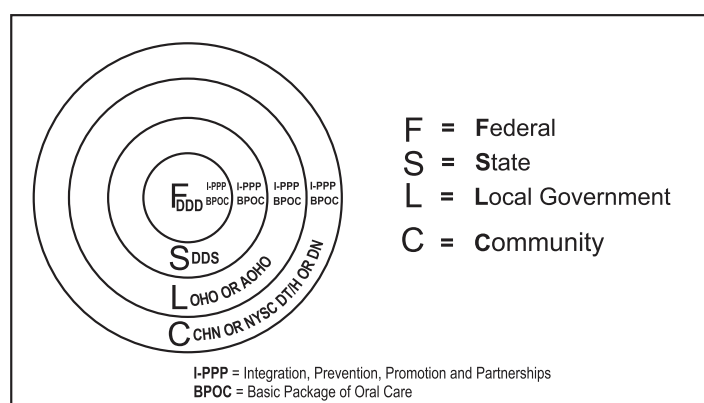 F DDD
I-PPP I-PPP I-PPP I-PPP
BPOC BPOC BPOC BPOC
S DDS
L OHO OR AOHO
C CHN OR NYSC DT/H OR DN
F = Federal
S = State
L = Local Government
C = Community
I-PPP = Integration, Prevention, Promotion and Partnerships
BPOC = Basic Package of Oral Care